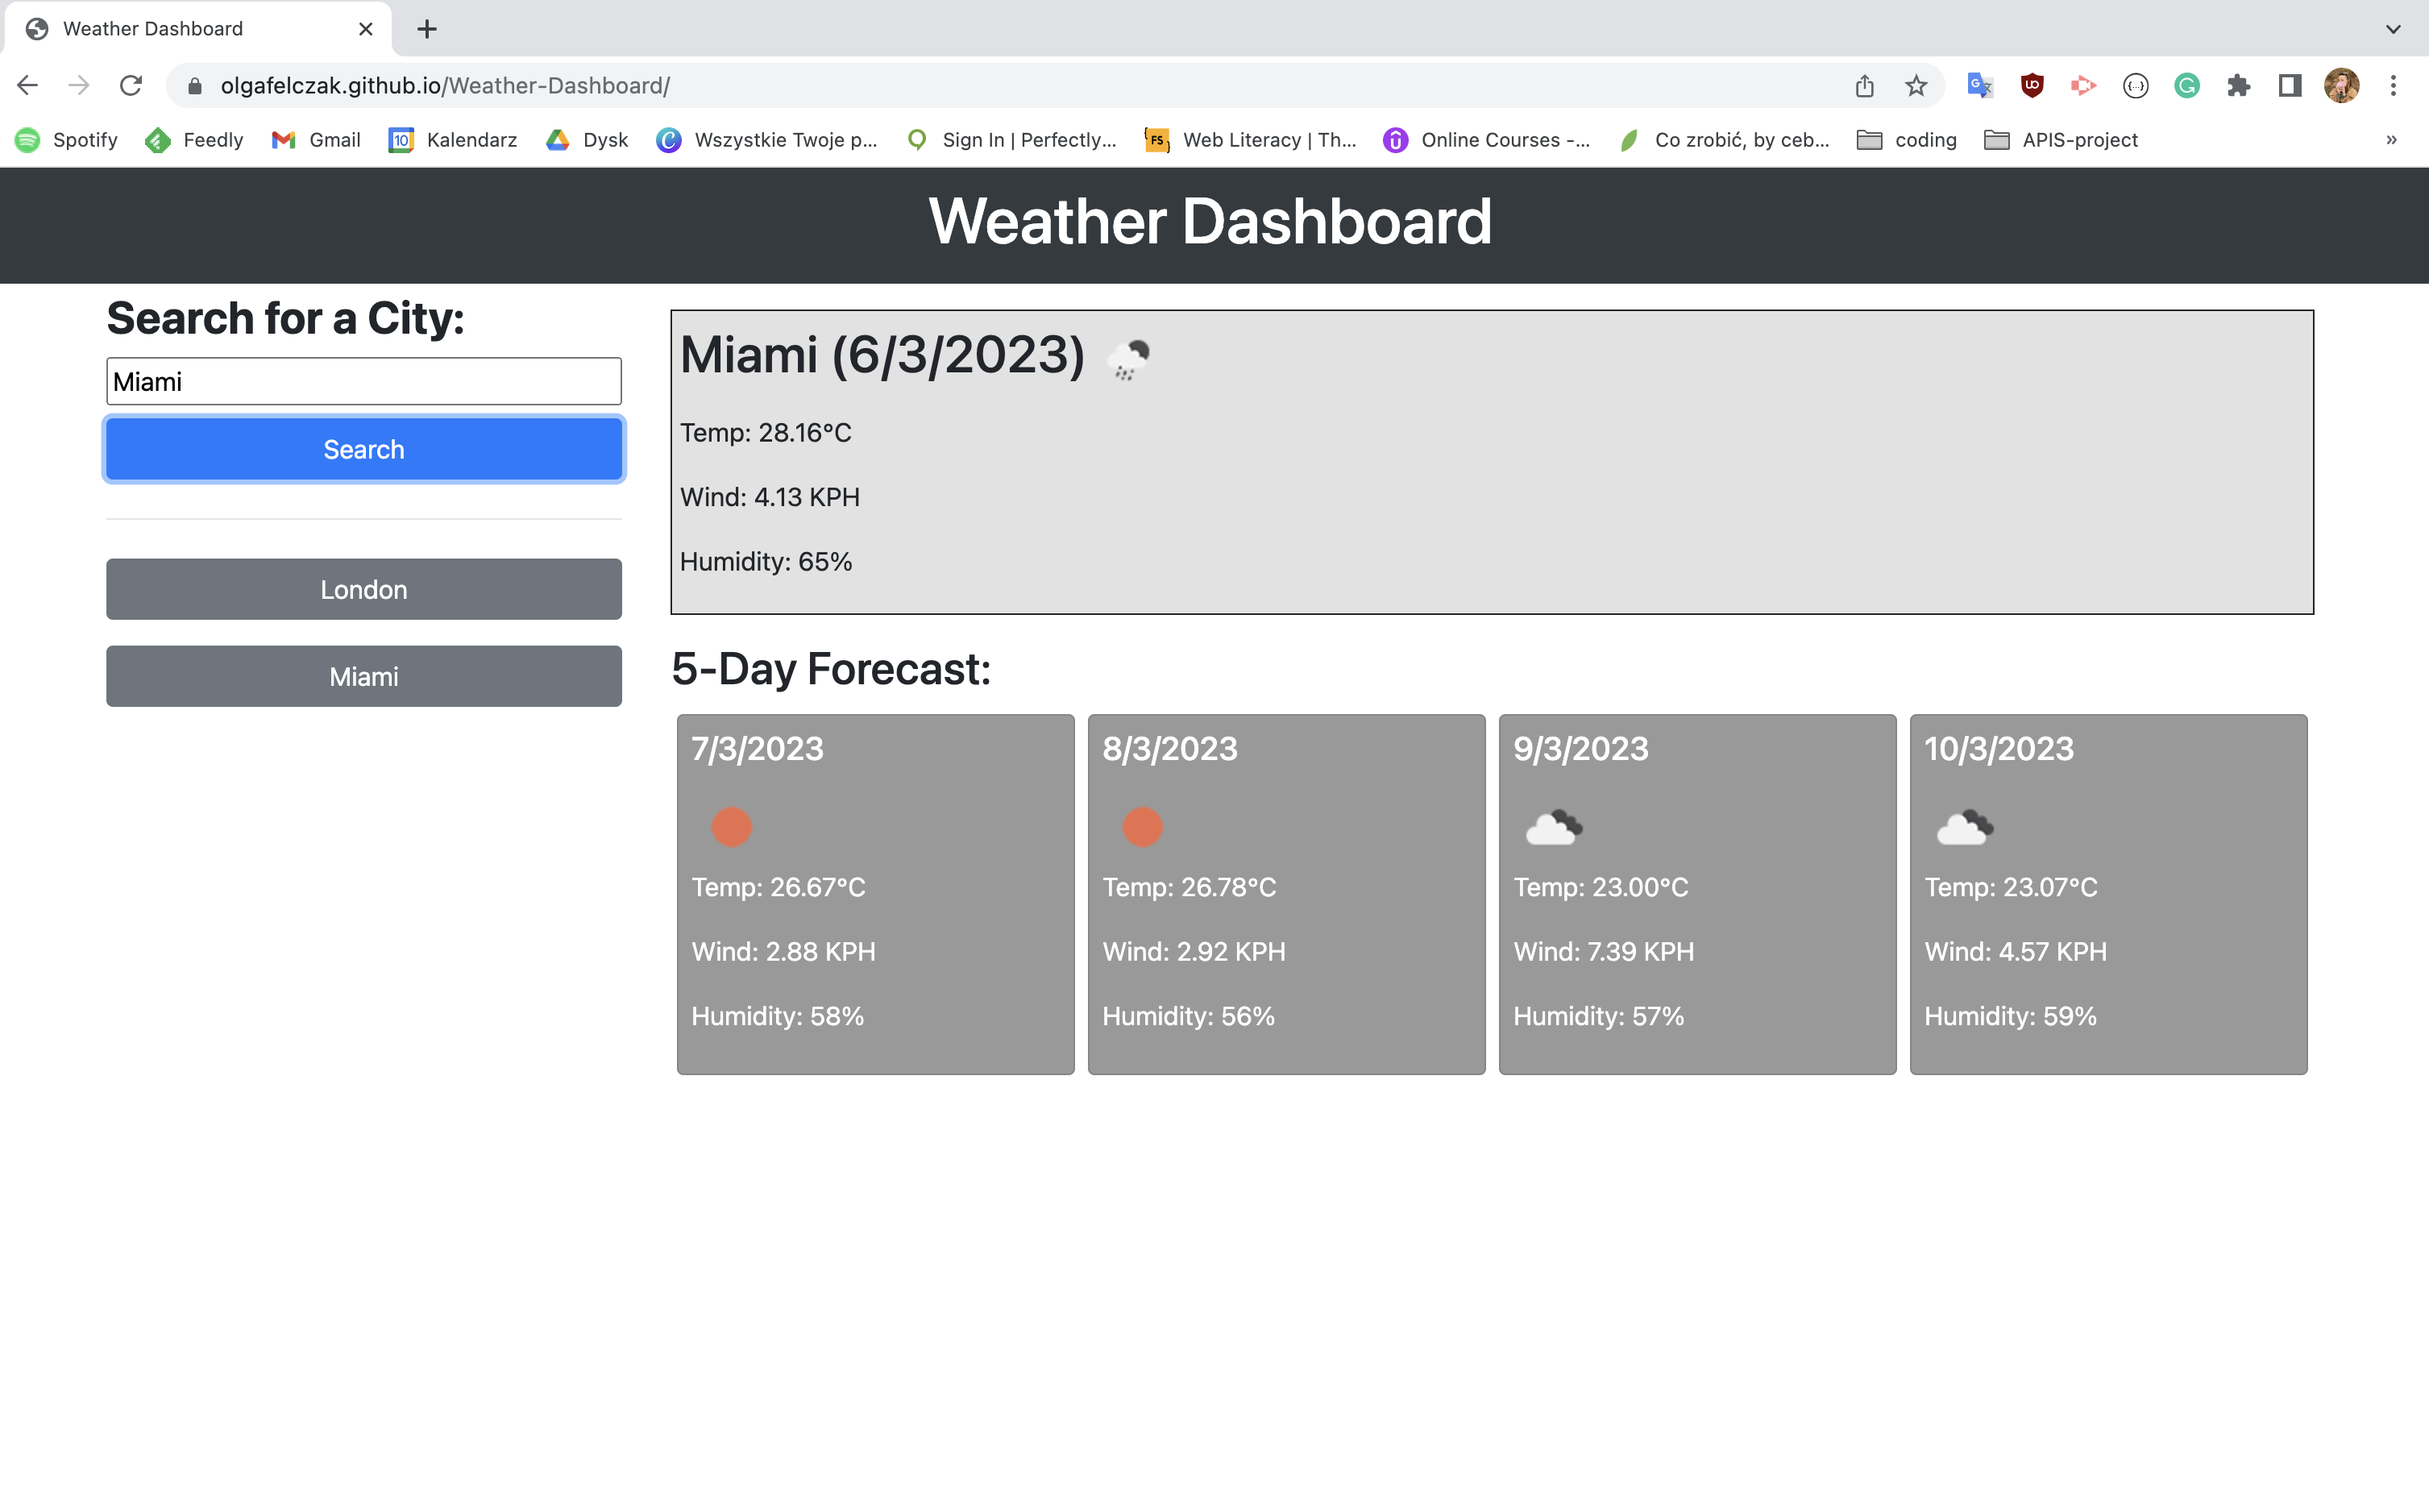 Weather Dashboard
olgafelczak.github.io/Weather-Dashboard/
Spotify Feedly Gmail 10 Kalendarz Dysk Wszystkie Twoje p... Sign In | Perfectly... FS Web Literacy | Th... Online Courses -... Co zrobić, by ceb... coding APIS-project »
Weather Dashboard
Search for a City:
Miami
Search
London
Miami
Miami (6/3/2023)
Temp: 28.16°C
Wind: 4.13 KPH
Humidity: 65%
5-Day Forecast:
7/3/2023
Temp: 26.67°C
Wind: 2.88 KPH
Humidity: 58%
8/3/2023
Temp: 26.78°C
Wind: 2.92 KPH
Humidity: 56%
9/3/2023
Temp: 23.00°C
Wind: 7.39 KPH
Humidity: 57%
10/3/2023
Temp: 23.07°C
Wind: 4.57 KPH
Humidity: 59%